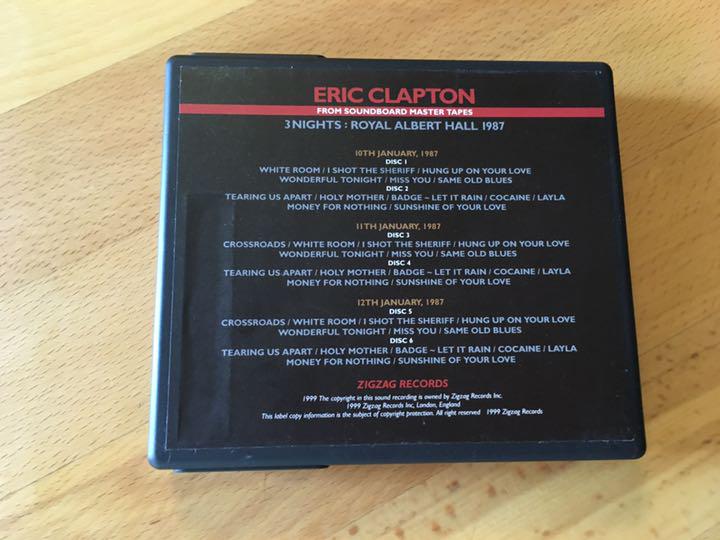 ERIC CLAPTON
FROM SOUNDBOARD MASTER TAPES
3 NIGHTS : ROYAL ALBERT HALL 1987
10TH JANUARY, 1987
DISC 1
WHITE ROOM / I SHOT THE SHERIFF / HUNG UP ON YOUR LOVE
WONDERFUL TONIGHT / MISS YOU / SAME OLD BLUES
DISC 2
TEARING US APART / HOLY MOTHER / BADGE ~ LET IT RAIN / COCAINE / LAYLA
MONEY FOR NOTHING / SUNSHINE OF YOUR LOVE
11TH JANUARY, 1987
DISC 3
CROSSROADS / WHITE ROOM / I SHOT THE SHERIFF / HUNG UP ON YOUR LOVE
WONDERFUL TONIGHT / MISS YOU / SAME OLD BLUES
DISC 4
TEARING US APART / HOLY MOTHER / BADGE ~ LET IT RAIN / COCAINE / LAYLA
MONEY FOR NOTHING / SUNSHINE OF YOUR LOVE
12TH JANUARY, 1987
DISC 5
CROSSROADS / WHITE ROOM / I SHOT THE SHERIFF / HUNG UP ON YOUR LOVE
WONDERFUL TONIGHT / MISS YOU / SAME OLD BLUES
DISC 6
TEARING US APART / HOLY MOTHER / BADGE ~ LET IT RAIN / COCAINE / LAYLA
MONEY FOR NOTHING / SUNSHINE OF YOUR LOVE
ZIGZAG RECORDS
1999 The copyright in this sound recording is owned by Zigzag Records Inc.
1999 Zigzag Records Inc, London, England
This label copy information is the subject of copyright protection. All right reserved 1999 Zigzag Records